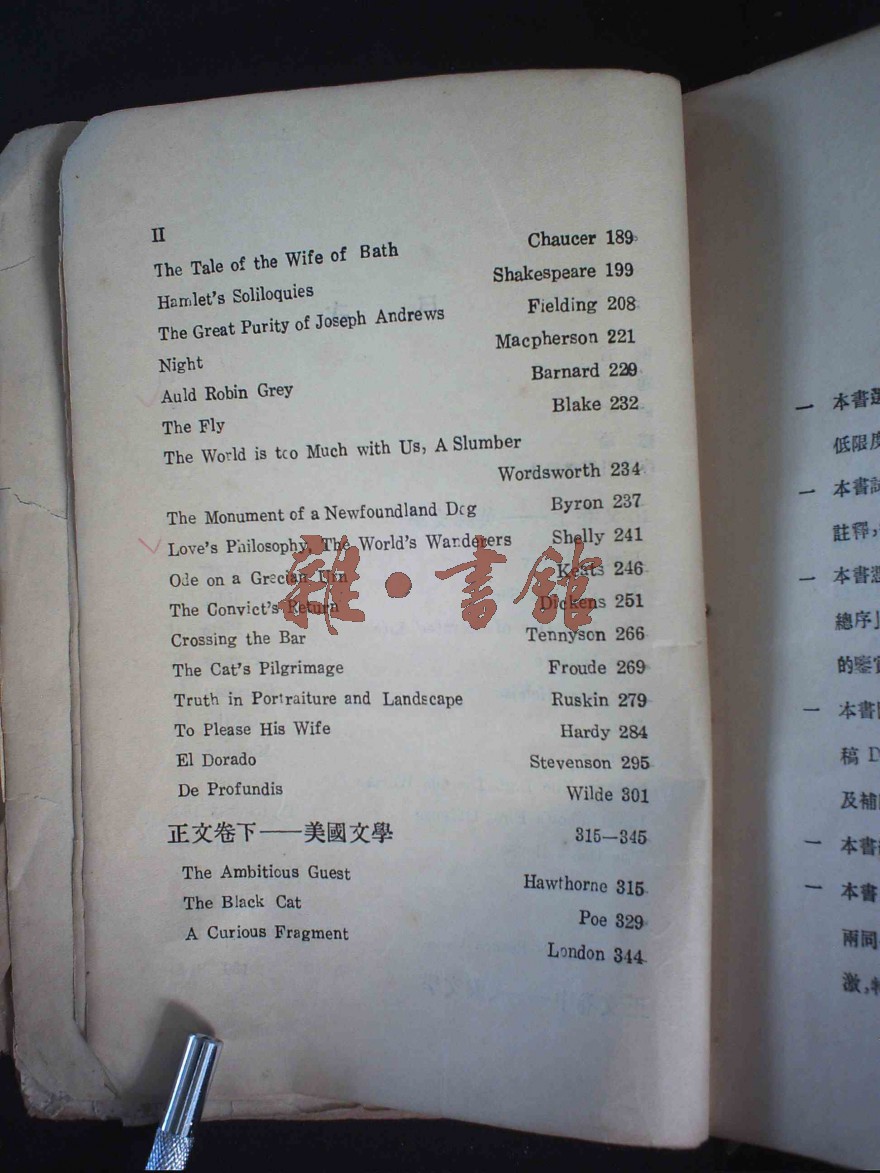 II
The Tale of the Wife of Bath Chaucer 189
Hamlet's Soliloquies Shakespeare 199
The Great Purity of Joseph Andrews Fielding 208
Night Macpherson 221
Auld Robin Grey Barnard 229
The Fly Blake 232
The World is too Much with Us, A Slumber
Wordsworth 234
The Monument of a Newfoundland Dog Byron 237
Love's Philosophy, The World's Wanderers Shelly 241
Ode on a Grecian Urn Keats 246
The Convict's Return Dickens 251
Crossing the Bar Tennyson 266
The Cat's Pilgrimage Froude 269
Truth in Portraiture and Landscape Ruskin 279
To Please His Wife Hardy 284
El Dorado Stevenson 295
De Profundis Wilde 301
正文卷下——美國文學 315—345
The Ambitious Guest Hawthorne 315
The Black Cat Poe 329
A Curious Fragment London 344
雜·書館
一 本書選
低限度
一 本書試
註釋,
一 本書
總序」
的鑒
一 本書
稿
及補
一 本書
一 本書
兩同
激,特